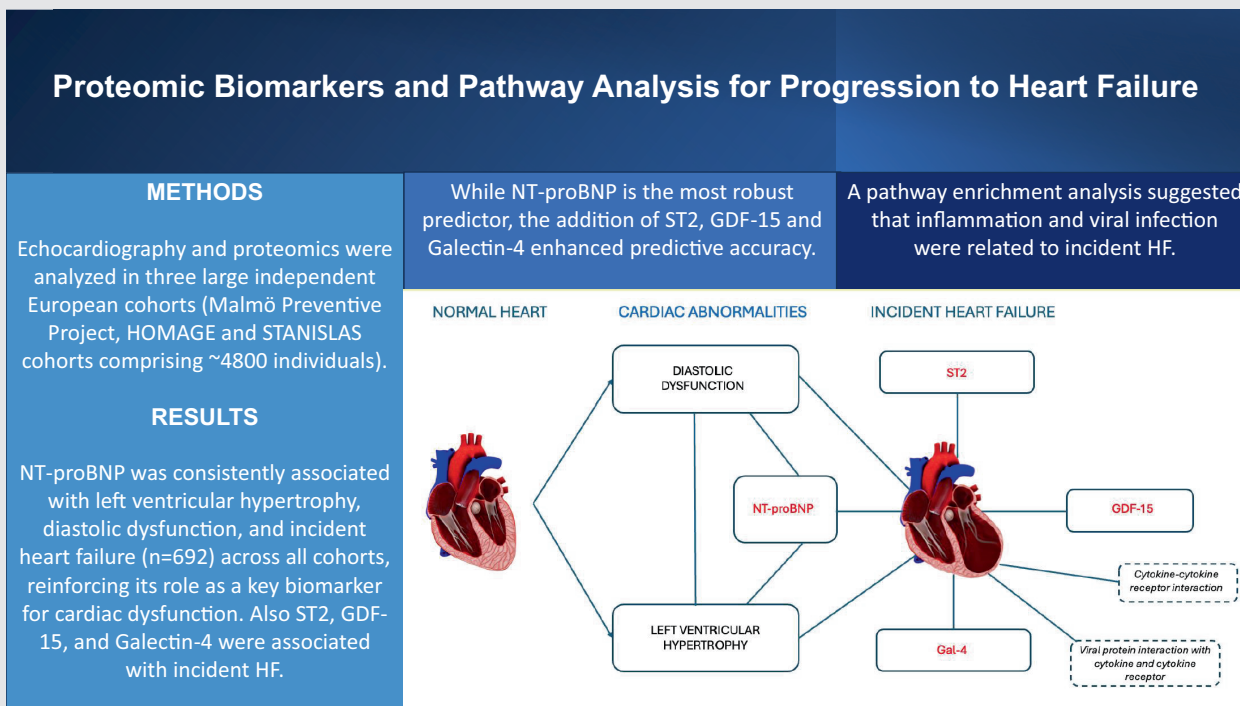 Proteomic Biomarkers and Pathway Analysis for Progression to Heart Failure
METHODS
Echocardiography and proteomics were
analyzed in three large independent
European cohorts (Malmö Preventive
Project, HOMAGE and STANISLAS
cohorts comprising ~4800 individuals).
RESULTS
NT-proBNP was consistently associated
with left ventricular hypertrophy,
diastolic dysfunction, and incident
heart failure (n=692) across all cohorts,
reinforcing its role as a key biomarker
for cardiac dysfunction. Also ST2, GDF-
15, and Galectin-4 were associated
with incident HF.
While NT-proBNP is the most robust
predictor, the addition of ST2, GDF-15 and
Galectin-4 enhanced predictive accuracy.
A pathway enrichment analysis suggested
that inflammation and viral infection
were related to incident HF.
NORMAL HEART
CARDIAC ABNORMALITIES
INCIDENT HEART FAILURE
DIASTOLIC
DYSFUNCTION
ST2
NT-proBNP
GDF-15
Cytokine-cytokine
receptor interaction
LEFT VENTRICULAR
HYPERTROPHY
Gal-4
Viral protein interaction with
cytokine and cytokine
receptor